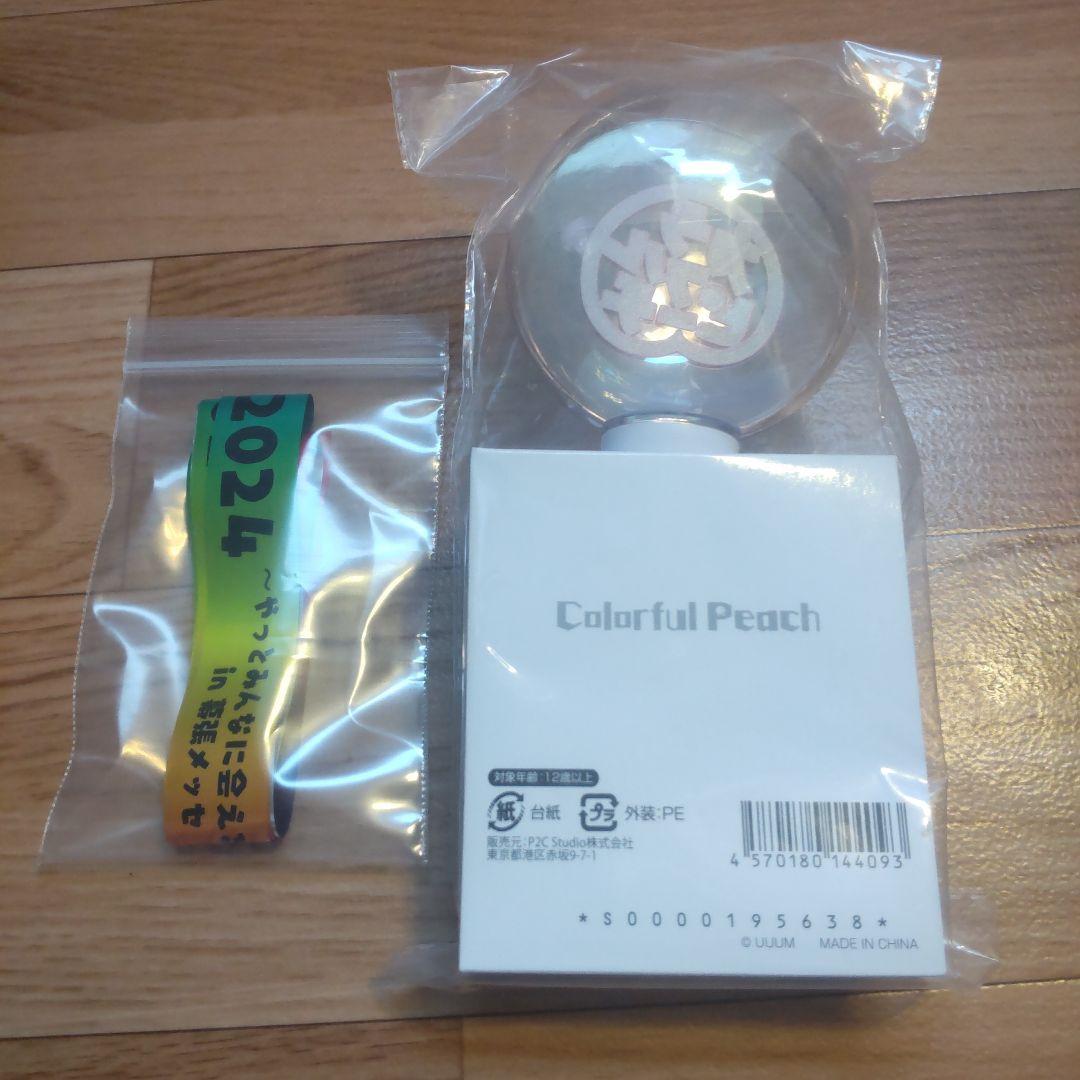 2024
~やっとみんなに会える
in 幕張メッセ
Colorful Peach
対象年齢:12歳以上
紙 台紙 プラ 外装:PE
販売元:P2C Studio株式会社
東京都港区赤坂9-7-1
4 570180 144093
* S0000195638 *
© UUUM MADE IN CHINA